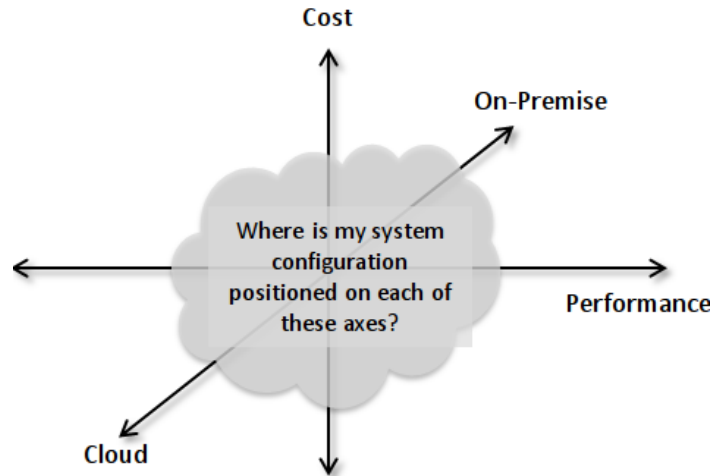 Cost
On-Premise
Where is my system
configuration
positioned on each of
these axes?
Performance
Cloud